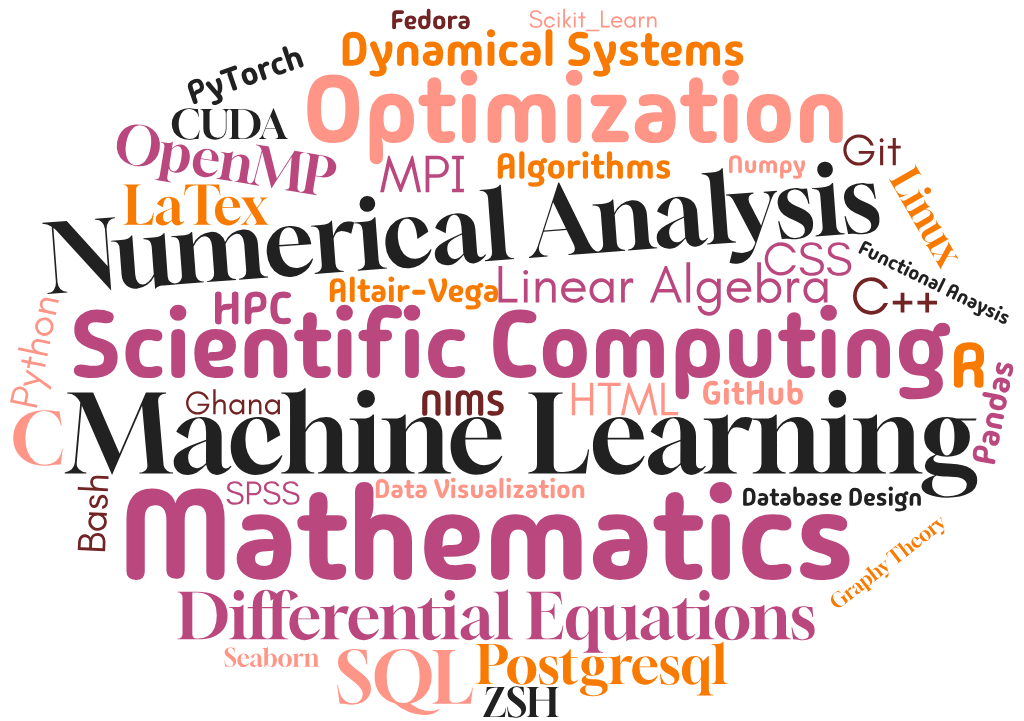 Fedora
Scikit_Learn
Dynamical Systems
PyTorch
Optimization
CUDA
OpenMP
MPI
Algorithms
Numpy
Git
LaTex
Linux
Numerical Analysis
CSS
Functional Anaysis
Altair-Vega
Linear Algebra
C++
HPC
Python
Scientific Computing
R
Pandas
Ghana
NIMS
HTML
GitHub
C
Machine Learning
Bash
SPSS
Data Visualization
Database Design
Mathematics
Graphy Theory
Differential Equations
Seaborn
SQL
Postgresql
ZSH